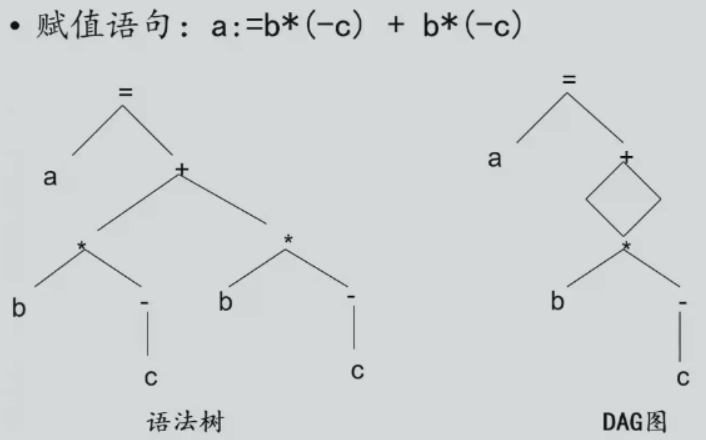 • 赋值语句: a:=b*(-c) + b*(-c)
= =
a + a +
* * *
b - b - b -
c c c
语法树 DAG图